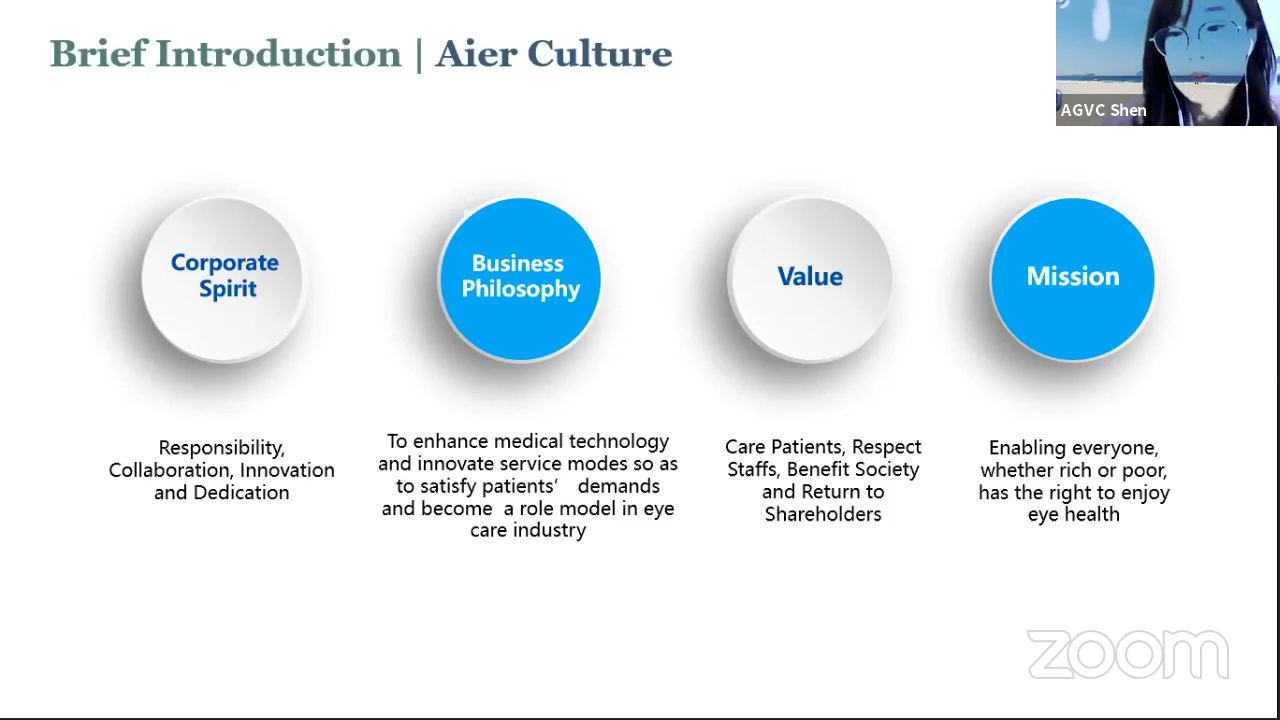 Brief Introduction | Aier Culture
AGVC Shen
Corporate
Spirit
Business
Philosophy
Value
Mission
Responsibility,
Collaboration, Innovation
and Dedication
To enhance medical technology
and innovate service modes so as
to satisfy patients’ demands
and become a role model in eye
care industry
Care Patients, Respect
Staffs, Benefit Society
and Return to
Shareholders
Enabling everyone,
whether rich or poor,
has the right to enjoy
eye health
zoom